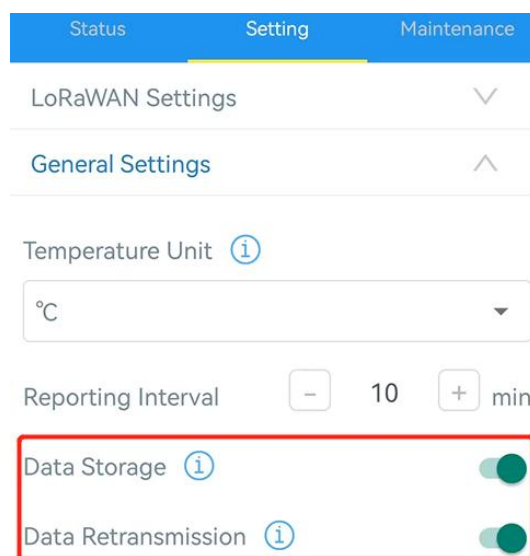 Status Setting Maintenance
LoRaWAN Settings
General Settings
Temperature Unit i
°C
Reporting Interval - 10 + min
Data Storage i
Data Retransmission i